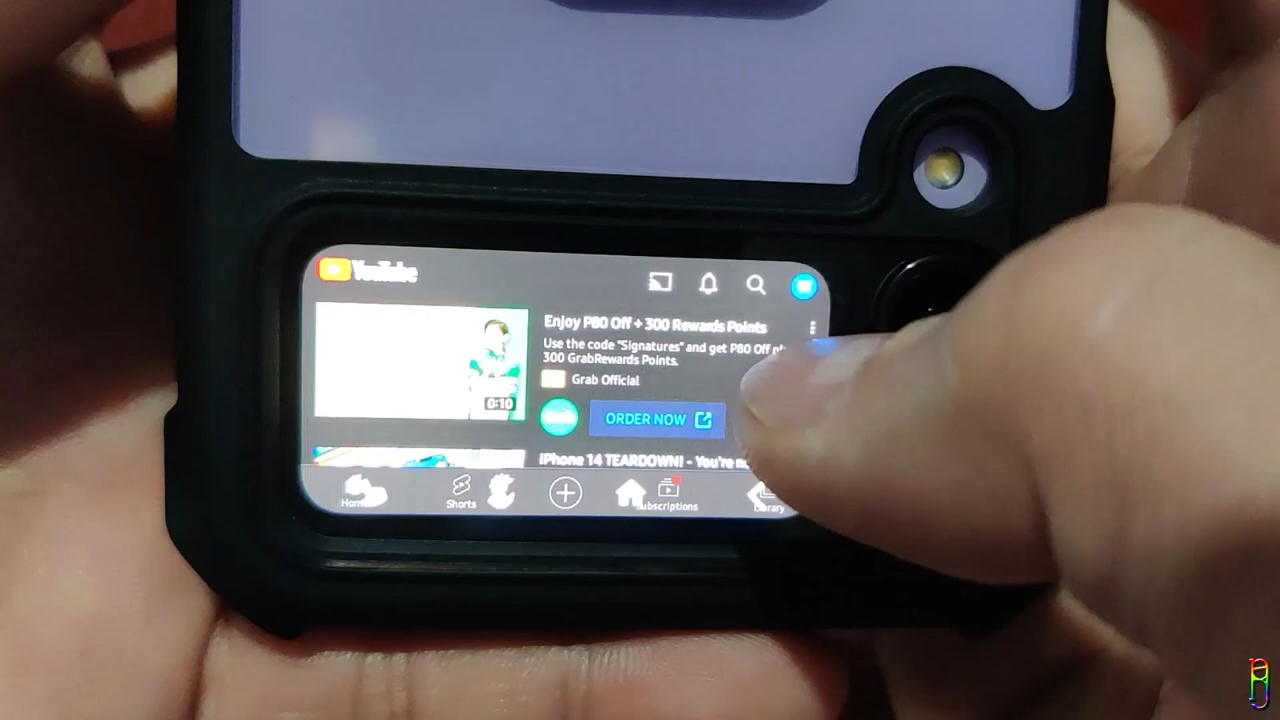 YouTube
Enjoy P80 Off + 300 Rewards Points
Use the code "Signatures" and get P80 Off
300 GrabRewards Points.
Grab Official
0:10
ORDER NOW
iPhone 14 TEARDOWN! - You're
Shorts
Library